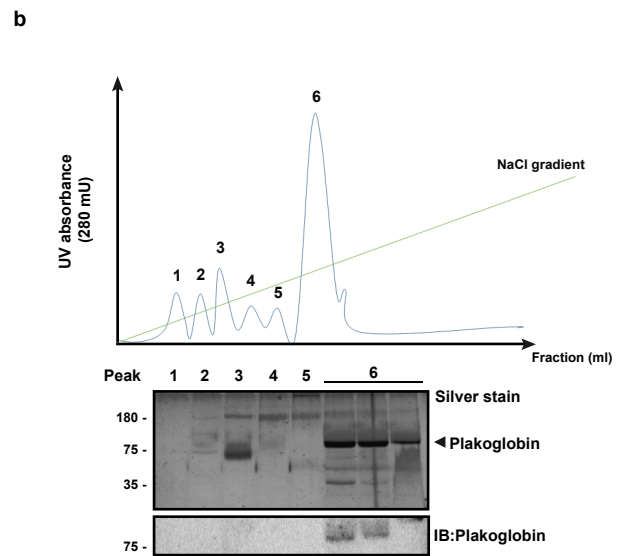 b
UV absorbance
(280 mU)
6
NaCl gradient
3
1 2
4
5
Fraction (ml)
Peak 1 2 3 4 5 6
Silver stain
180 -
Plakoglobin
75 -
35 -
IB:Plakoglobin
75 -